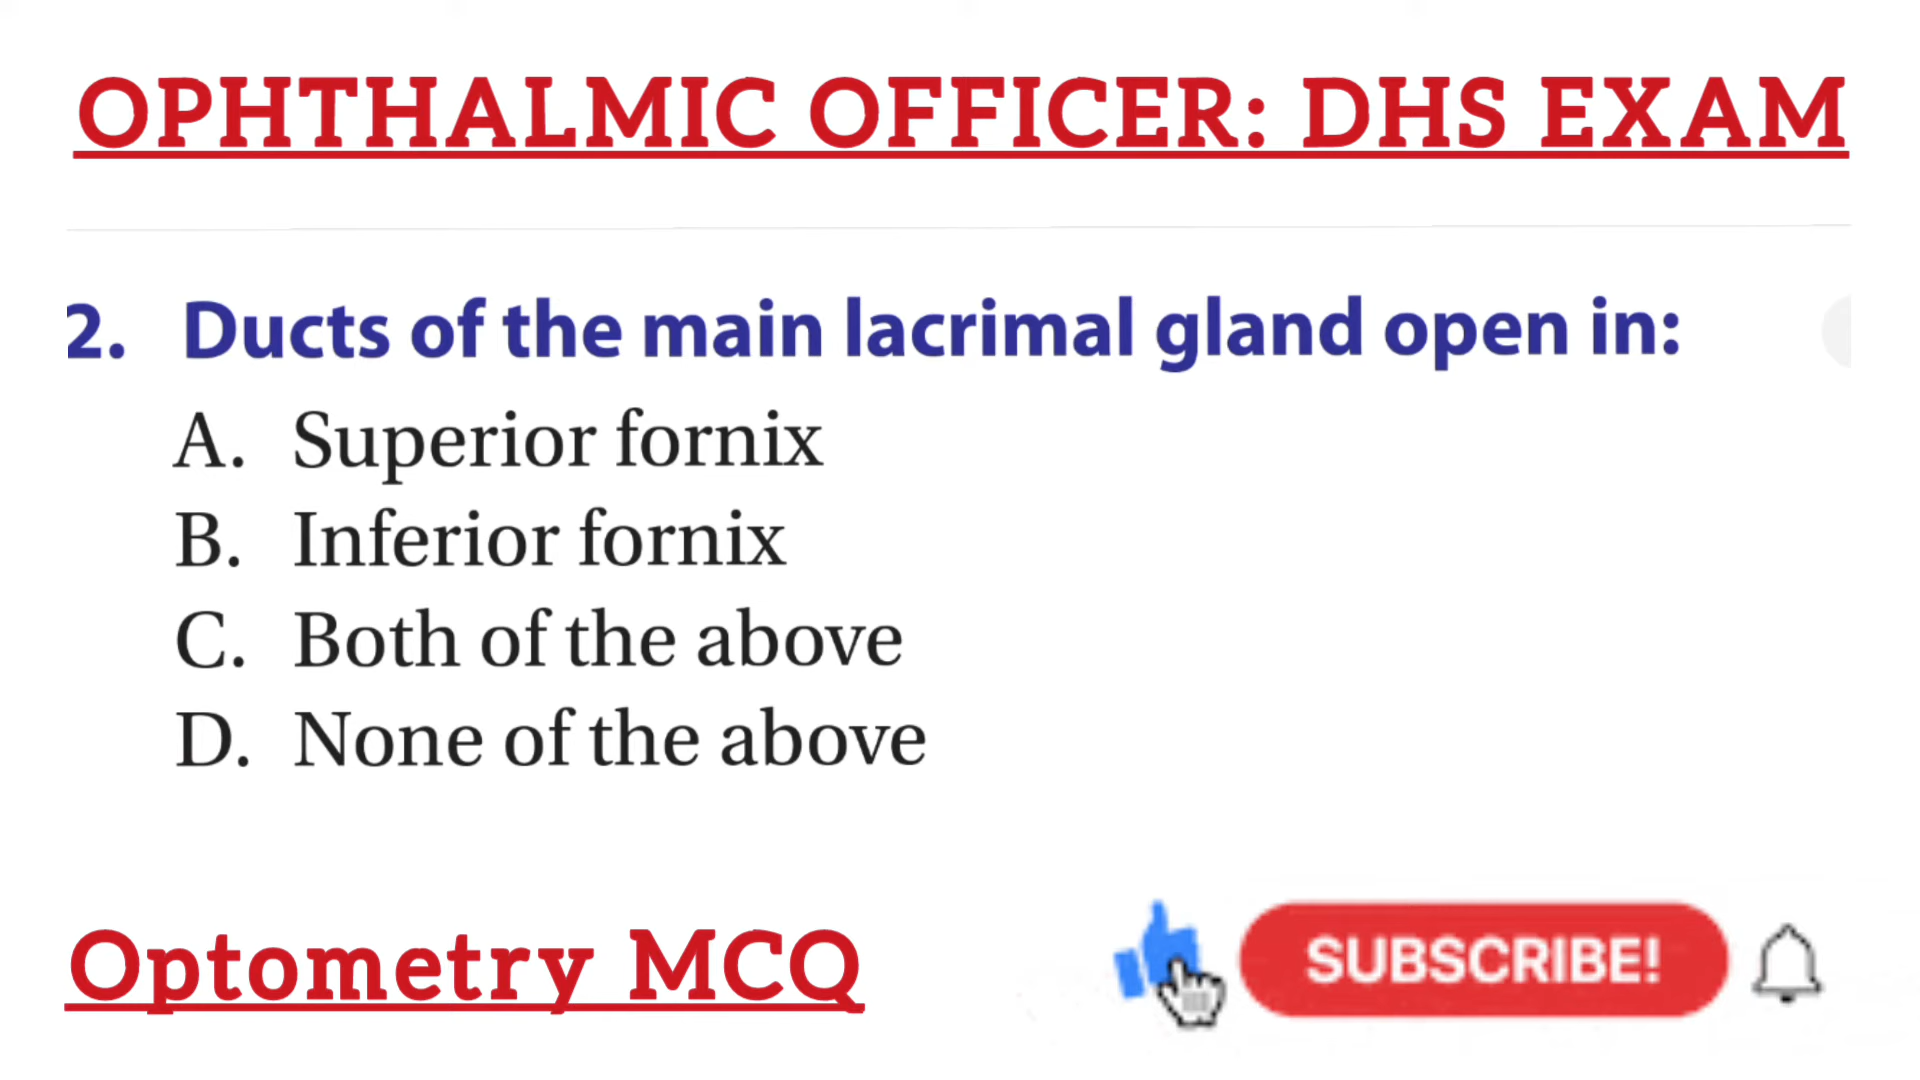 OPHTHALMIC OFFICER: DHS EXAM
2. Ducts of the main lacrimal gland open in:
A. Superior fornix
B. Inferior fornix
C. Both of the above
D. None of the above
Optometry MCQ
SUBSCRIBE!